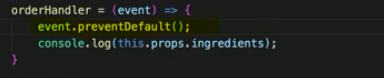 orderHandler = (event) => {
event.preventDefault();
console.log(this.props.ingredients);
}